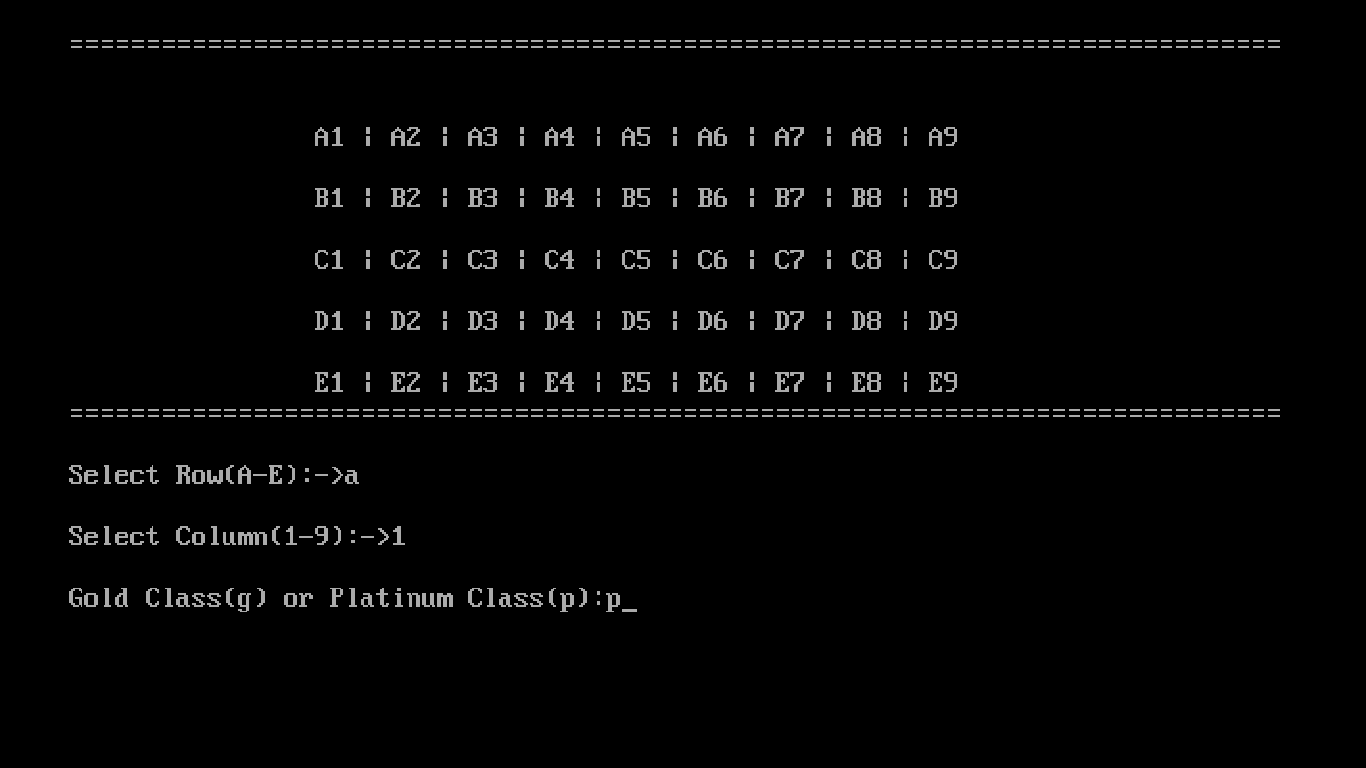 ===============================================================================
A1 | A2 | A3 | A4 | A5 | A6 | A7 | A8 | A9
B1 | B2 | B3 | B4 | B5 | B6 | B7 | B8 | B9
C1 | C2 | C3 | C4 | C5 | C6 | C7 | C8 | C9
D1 | D2 | D3 | D4 | D5 | D6 | D7 | D8 | D9
E1 | E2 | E3 | E4 | E5 | E6 | E7 | E8 | E9
===============================================================================
Select Row(A-E):->a
Select Column(1-9):->1
Gold Class(g) or Platinum Class(p):p_